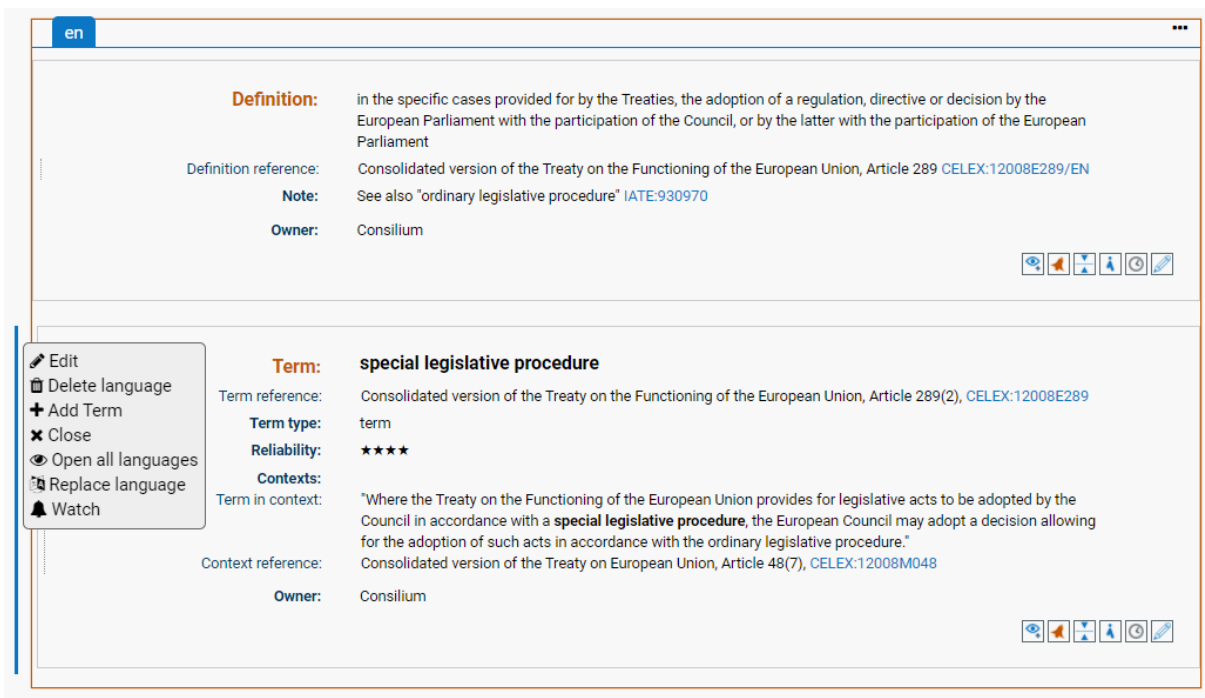 en
Definition: in the specific cases provided for by the Treaties, the adoption of a regulation, directive or decision by the
European Parliament with the participation of the Council, or by the latter with the participation of the European
Parliament
Definition reference: Consolidated version of the Treaty on the Functioning of the European Union, Article 289 CELEX:12008E289/EN
Note: See also "ordinary legislative procedure" IATE:930970
Owner: Consilium
Edit
Delete language
Add Term
Close
Open all languages
Replace language
Watch
Term: special legislative procedure
Term reference: Consolidated version of the Treaty on the Functioning of the European Union, Article 289(2), CELEX:12008E289
Term type: term
Reliability: ★★★★
Contexts:
Term in context: "Where the Treaty on the Functioning of the European Union provides for legislative acts to be adopted by the
Council in accordance with a special legislative procedure, the European Council may adopt a decision allowing
for the adoption of such acts in accordance with the ordinary legislative procedure."
Context reference: Consolidated version of the Treaty on European Union, Article 48(7), CELEX:12008M048
Owner: Consilium